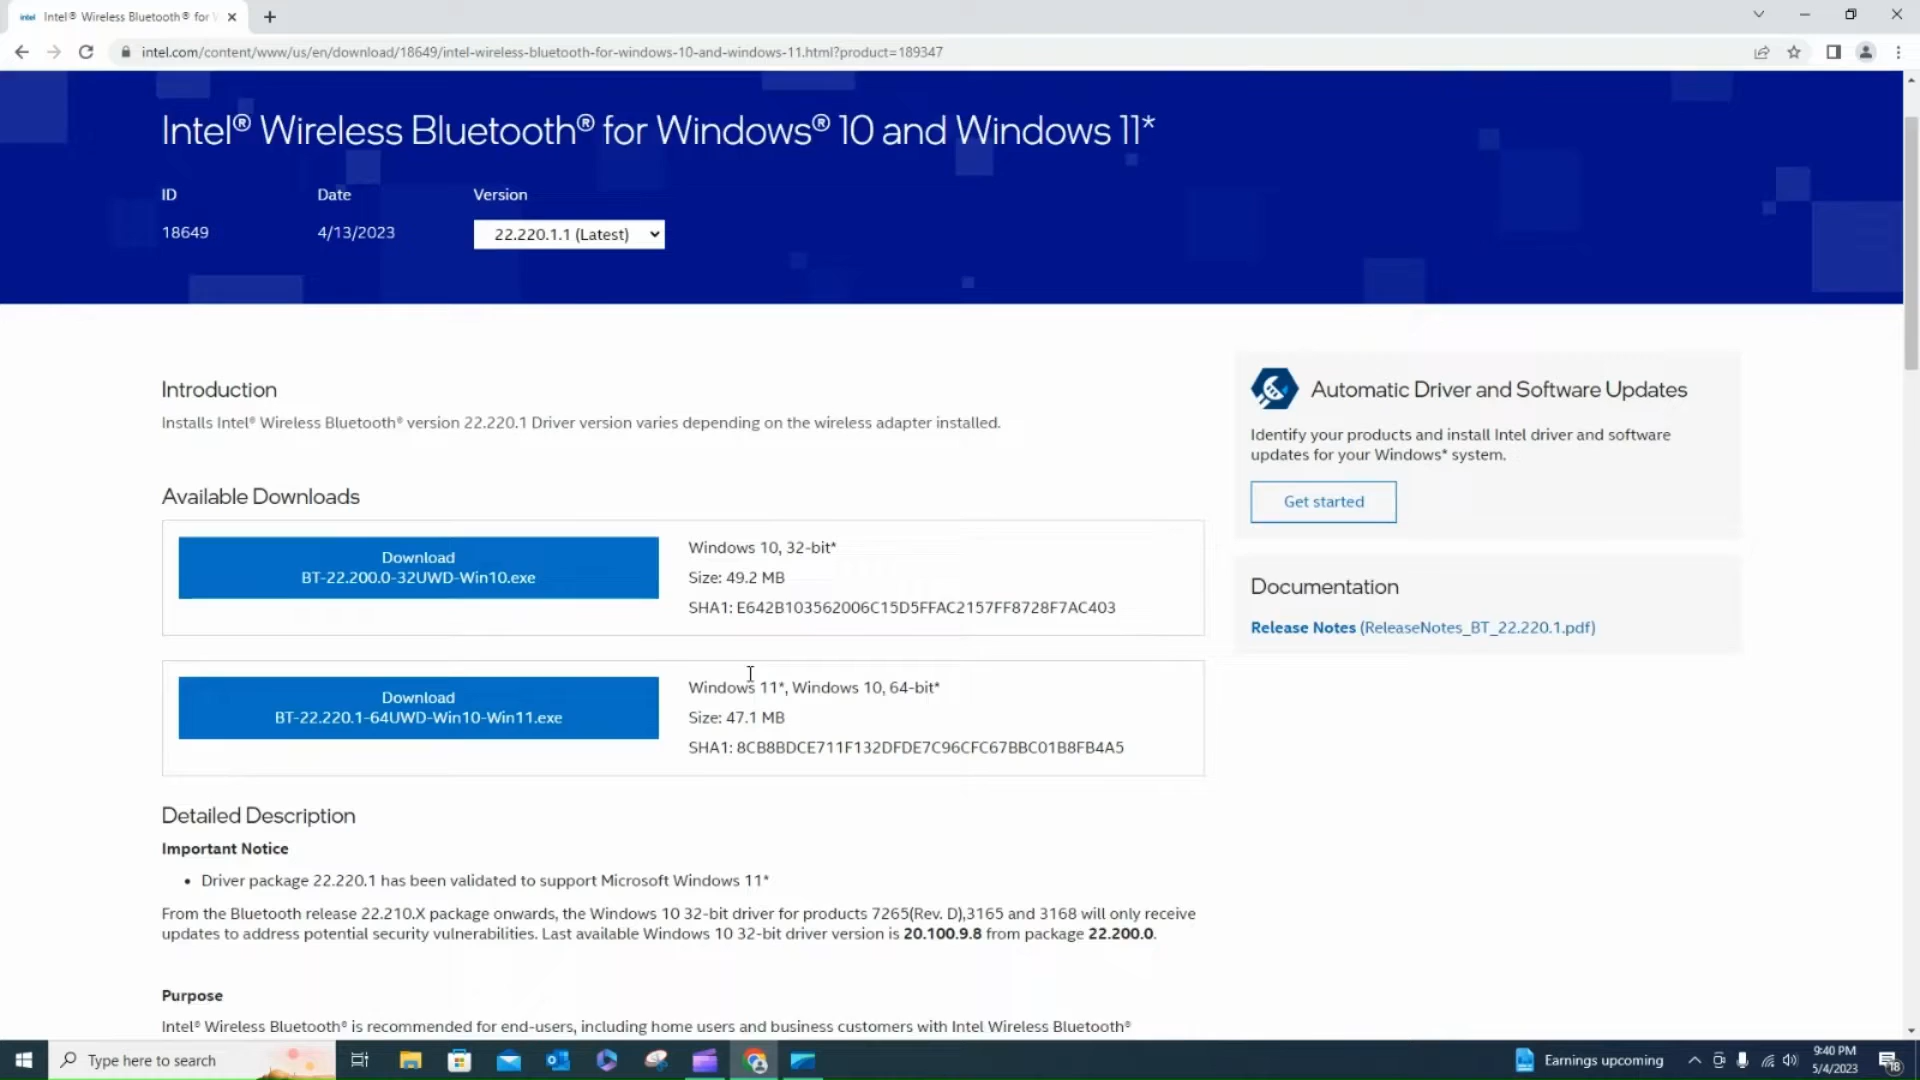 intel Intel® Wireless Bluetooth® for
intel.com/content/www/us/en/download/18649/intel-wireless-bluetooth-for-windows-10-and-windows-11.html?product=189347
Intel® Wireless Bluetooth® for Windows® 10 and Windows 11*
ID Date Version
18649 4/13/2023 22.220.1.1 (Latest)
Introduction
Installs Intel® Wireless Bluetooth® version 22.220.1 Driver version varies depending on the wireless adapter installed.
Available Downloads
Download
BT-22.200.0-32UWD-Win10.exe
Windows 10, 32-bit*
Size: 49.2 MB
SHA1: E642B103562006C15D5FFAC2157FF8728F7AC403
Download
BT-22.220.1-64UWD-Win10-Win11.exe
Windows 11*, Windows 10, 64-bit*
Size: 47.1 MB
SHA1: 8CB8BDCE711F132DFDE7C96CFC67BBC01B8FB4A5
Detailed Description
Important Notice
• Driver package 22.220.1 has been validated to support Microsoft Windows 11*
From the Bluetooth release 22.210.X package onwards, the Windows 10 32-bit driver for products 7265(Rev. D),3165 and 3168 will only receive
updates to address potential security vulnerabilities. Last available Windows 10 32-bit driver version is 20.100.9.8 from package 22.200.0.
Purpose
Intel® Wireless Bluetooth® is recommended for end-users, including home users and business customers with Intel Wireless Bluetooth®
Automatic Driver and Software Updates
Identify your products and install Intel driver and software
updates for your Windows* system.
Get started
Documentation
Release Notes (ReleaseNotes_BT_22.220.1.pdf)
Type here to search
Earnings upcoming
9:40 PM
5/4/2023
18